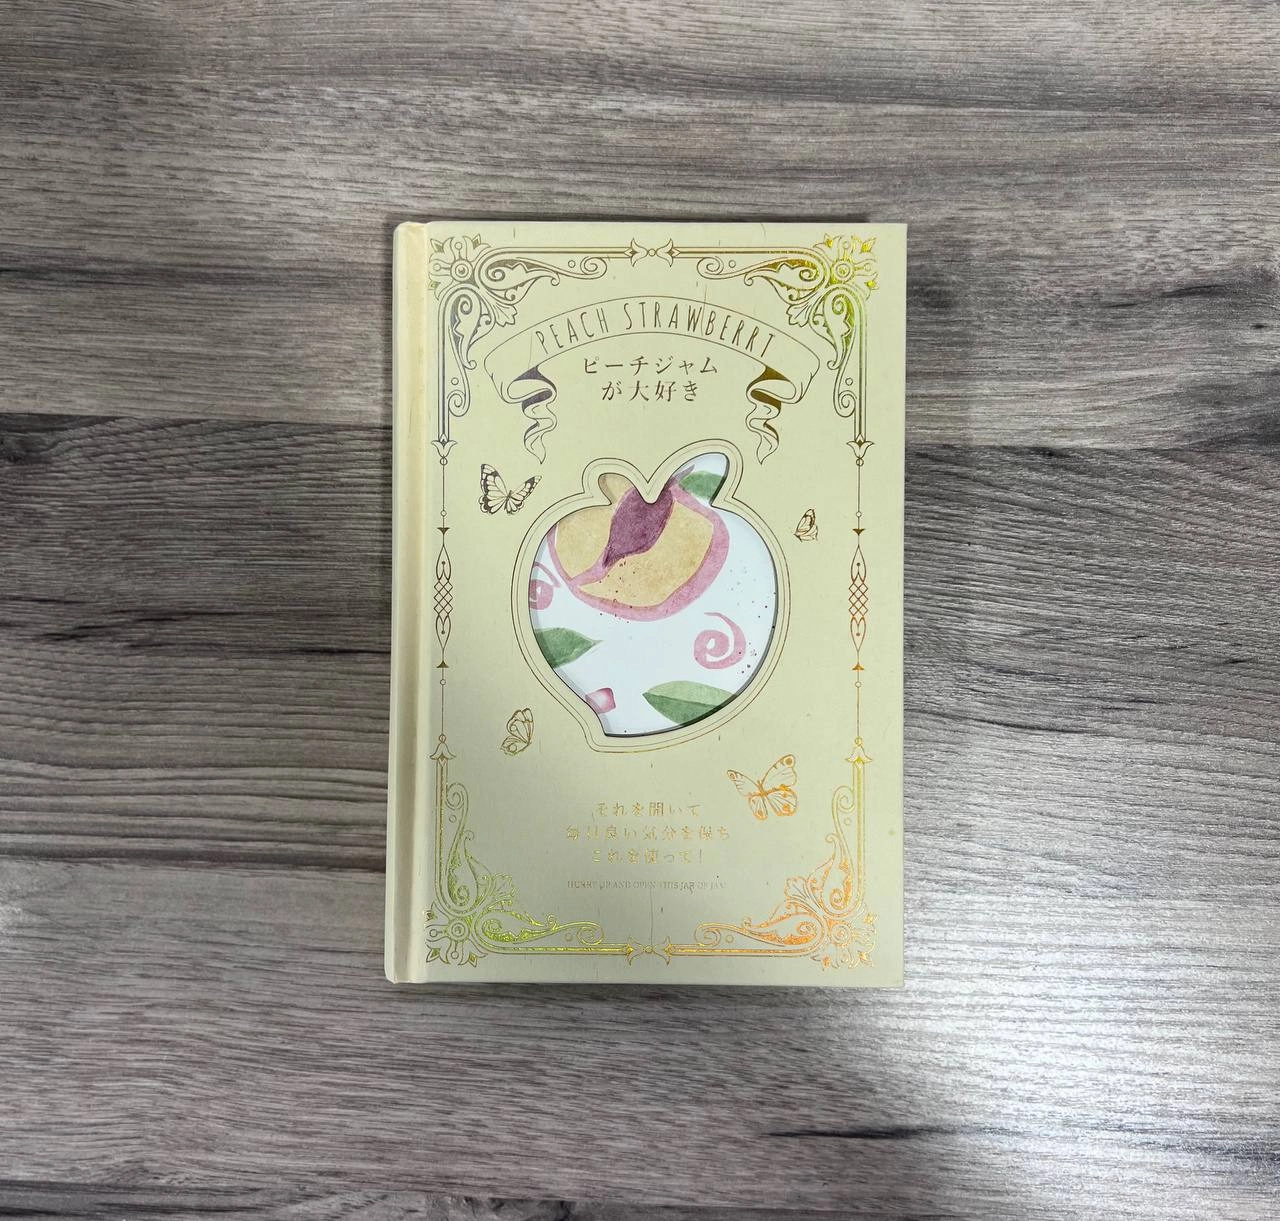 PEACH STRAWBERRT
ピーチジャム
が大好き
それを開いて
毎日良い気分を保ち
これを使って!
HURRY UP AND OPEN THIS JAR OF JAM